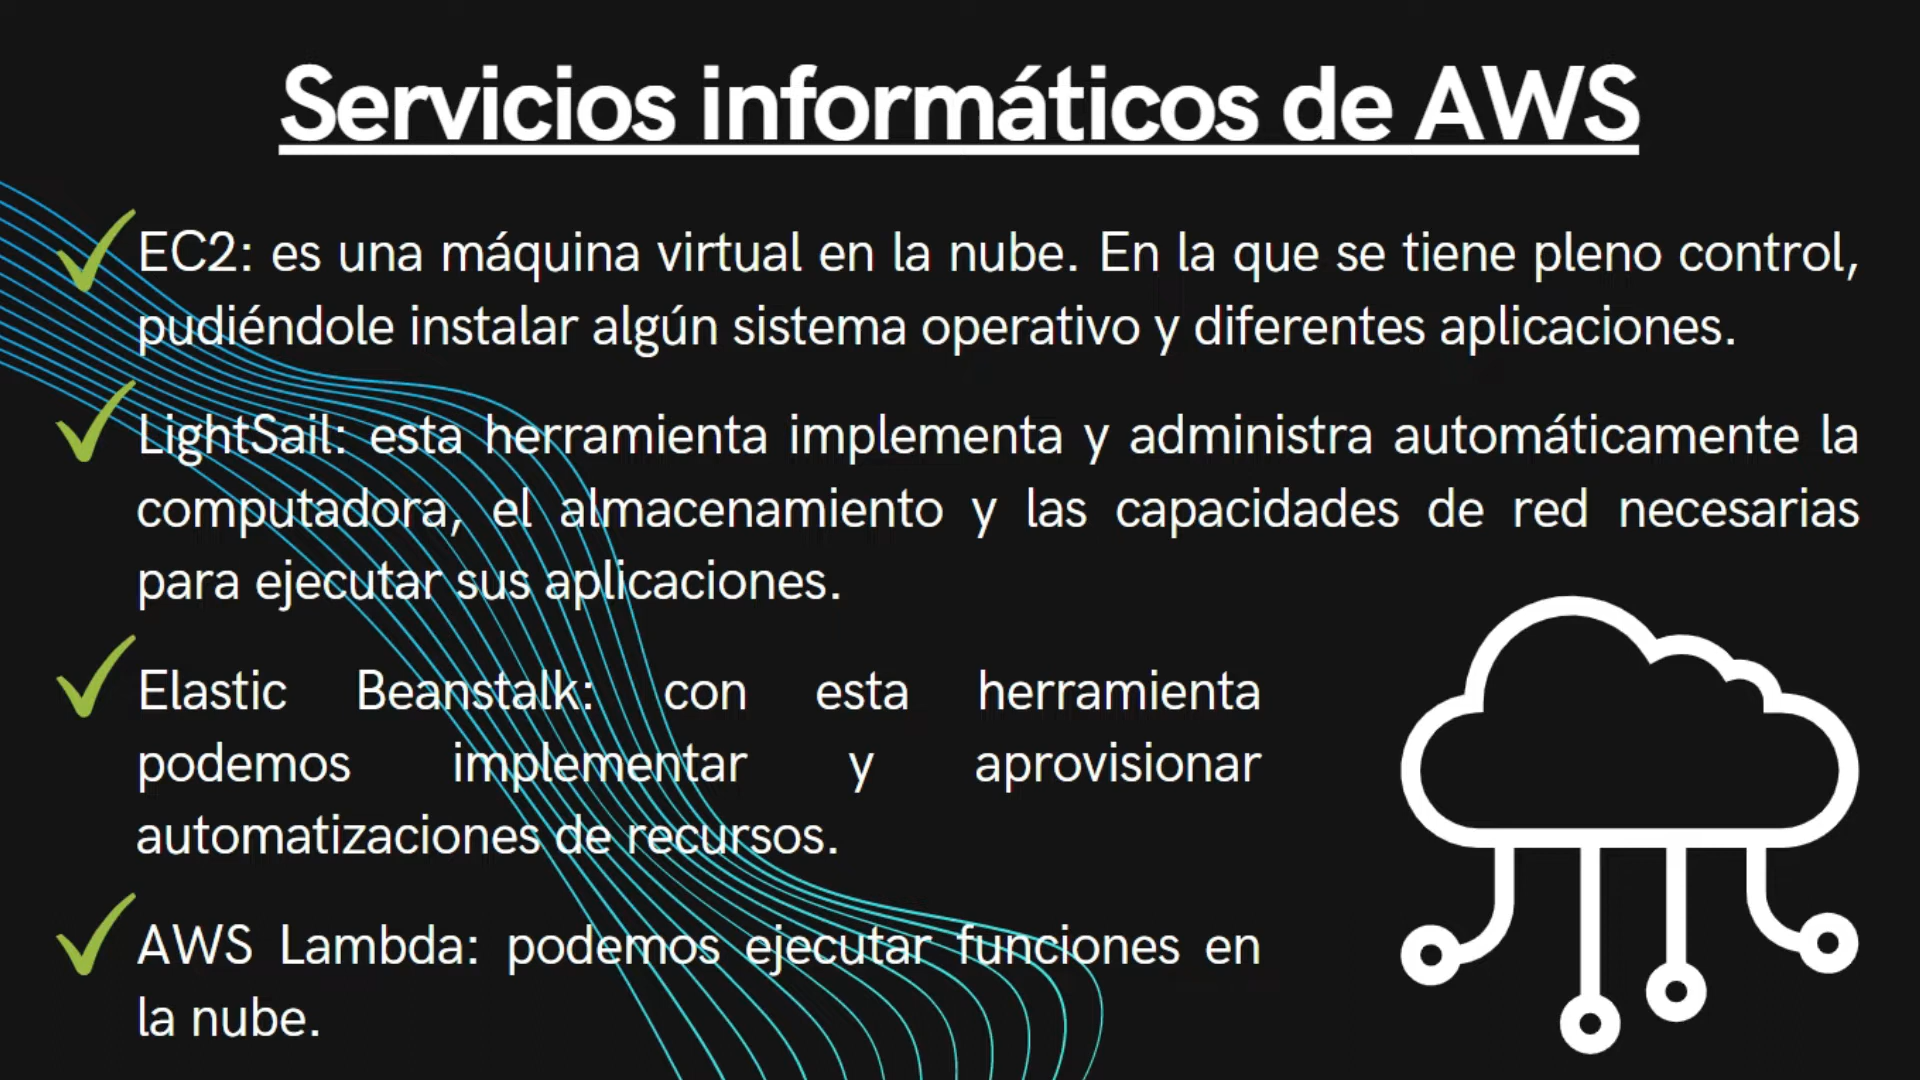 Servicios informáticos de AWS
EC2: es una máquina virtual en la nube. En la que se tiene pleno control,
pudiéndole instalar algún sistema operativo y diferentes aplicaciones.
LightSail: esta herramienta implementa y administra automáticamente la
computadora, el almacenamiento y las capacidades de red necesarias
para ejecutar sus aplicaciones.
Elastic Beanstalk: con esta herramienta
podemos implementar y aprovisionar
automatizaciones de recursos.
AWS Lambda: podemos ejecutar funciones en
la nube.